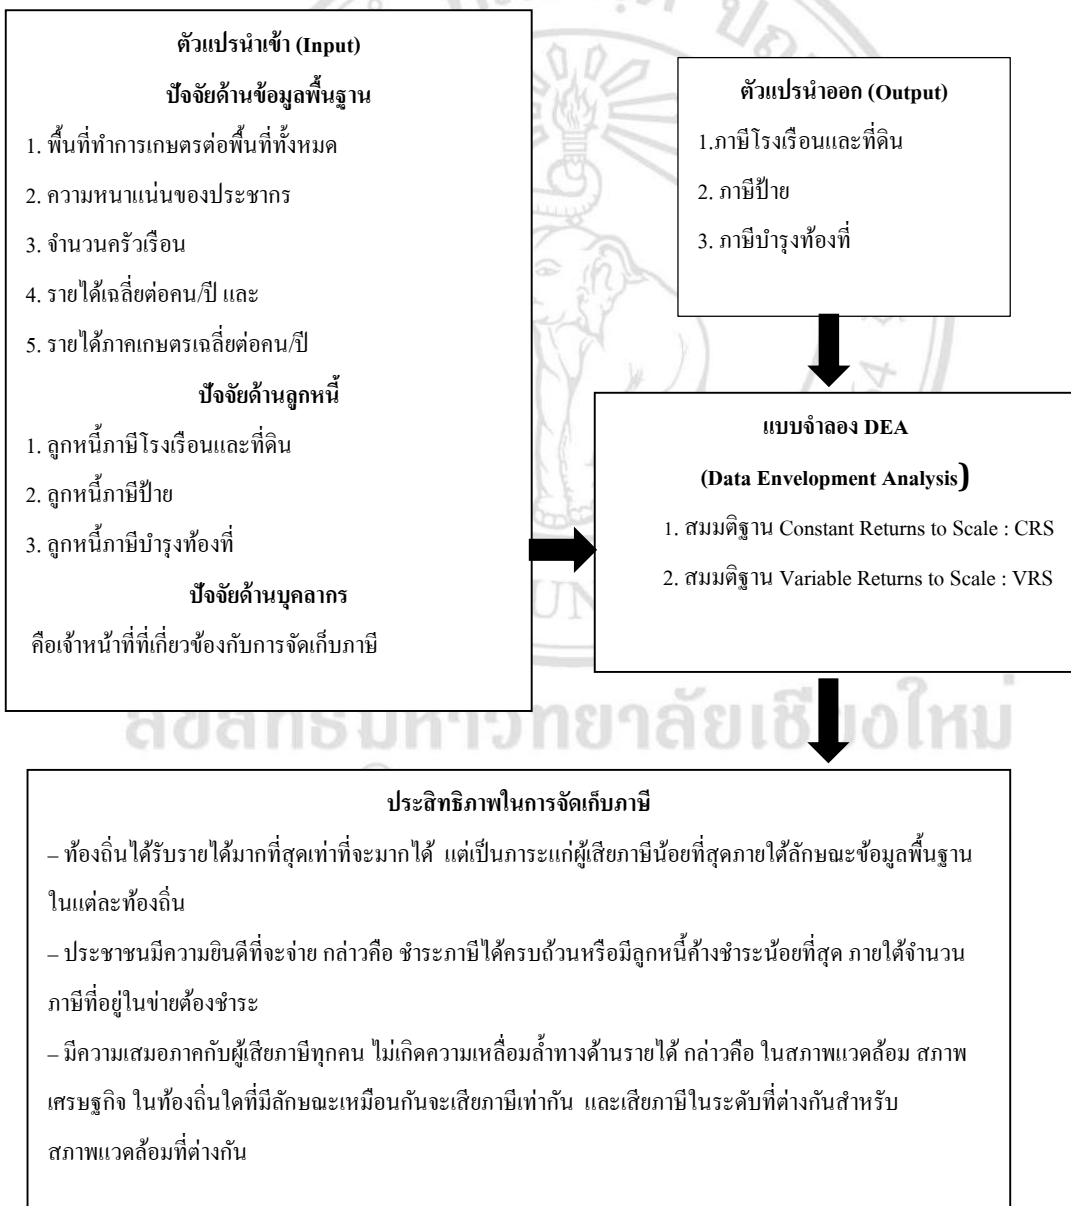 ตัวแปรนำเข้า (Input)
ปัจจัยด้านข้อมูลพื้นฐาน
1. พื้นที่ทำการเกษตรต่อพื้นที่ทั้งหมด
2. ความหนาแน่นของประชากร
3. จำนวนครัวเรือน
4. รายได้เฉลี่ยต่อคน/ปี และ
5. รายได้ภาคเกษตรเฉลี่ยต่อคน/ปี
ปัจจัยด้านลูกหนี้
1. ลูกหนี้ภาษีโรงเรือนและที่ดิน
2. ลูกหนี้ภาษีป้าย
3. ลูกหนี้ภาษีบำรุงท้องที่
ปัจจัยด้านบุคลากร
คือเจ้าหน้าที่ที่เกี่ยวข้องกับการจัดเก็บภาษี
ตัวแปรนำออก (Output)
1.ภาษีโรงเรือนและที่ดิน
2. ภาษีป้าย
3. ภาษีบำรุงท้องที่
แบบจำลอง DEA
(Data Envelopment Analysis)
1. สมมติฐาน Constant Returns to Scale : CRS
2. สมมติฐาน Variable Returns to Scale : VRS
ลิขสิทธิ์มหาวิทยาลัยเชียงใหม่
ประสิทธิภาพในการจัดเก็บภาษี
– ท้องถิ่นได้รับรายได้มากที่สุดเท่าที่จะมากได้ แต่เป็นภาระแก่ผู้เสียภาษีน้อยที่สุดภายใต้ลักษณะข้อมูลพื้นฐาน
ในแต่ละท้องถิ่น
– ประชาชนมีความยินดีที่จะจ่าย กล่าวคือ ชำระภาษีได้ครบถ้วนหรือมีลูกหนี้ค้างชำระน้อยที่สุด ภายใต้จำนวน
ภาษีที่อยู่ในข่ายต้องชำระ
– มีความเสมอภาคกับผู้เสียภาษีทุกคน ไม่เกิดความเหลื่อมล้ำทางด้านรายได้ กล่าวคือ ในสภาพแวดล้อม สภาพ
เศรษฐกิจ ในท้องถิ่นใดที่มีลักษณะเหมือนกันจะเสียภาษีเท่ากัน และเสียภาษีในระดับที่ต่างกันสำหรับ
สภาพแวดล้อมที่ต่างกัน